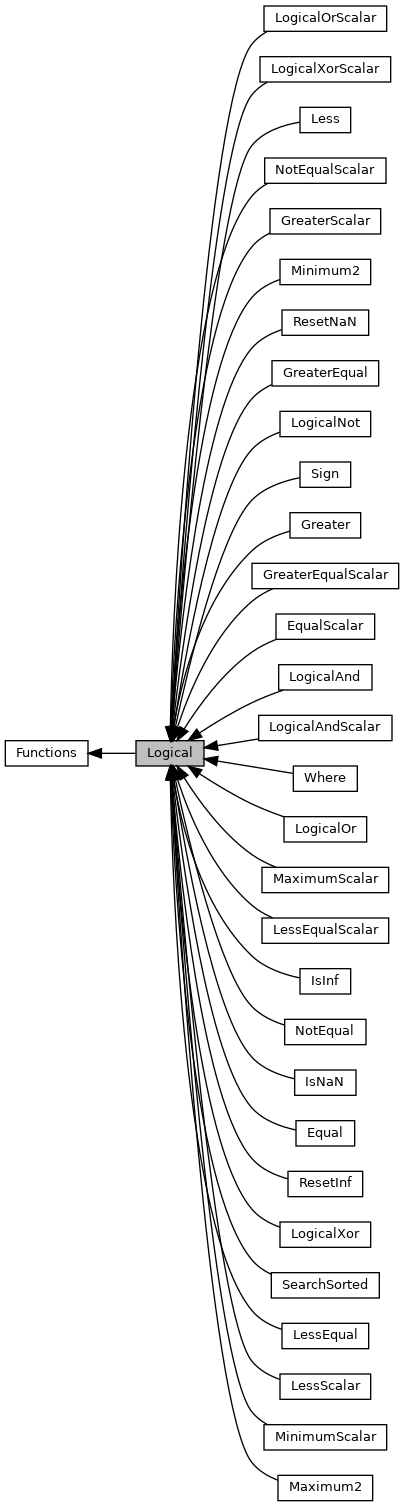 LogicalOrScalar
LogicalXorScalar
Less
NotEqualScalar
GreaterScalar
Minimum2
ResetNaN
GreaterEqual
LogicalNot
Sign
Greater
GreaterEqualScalar
EqualScalar
LogicalAnd
LogicalAndScalar
Functions
Logical
Where
LogicalOr
MaximumScalar
LessEqualScalar
IsInf
NotEqual
IsNaN
Equal
ResetInf
LogicalXor
SearchSorted
LessEqual
LessScalar
MinimumScalar
Maximum2